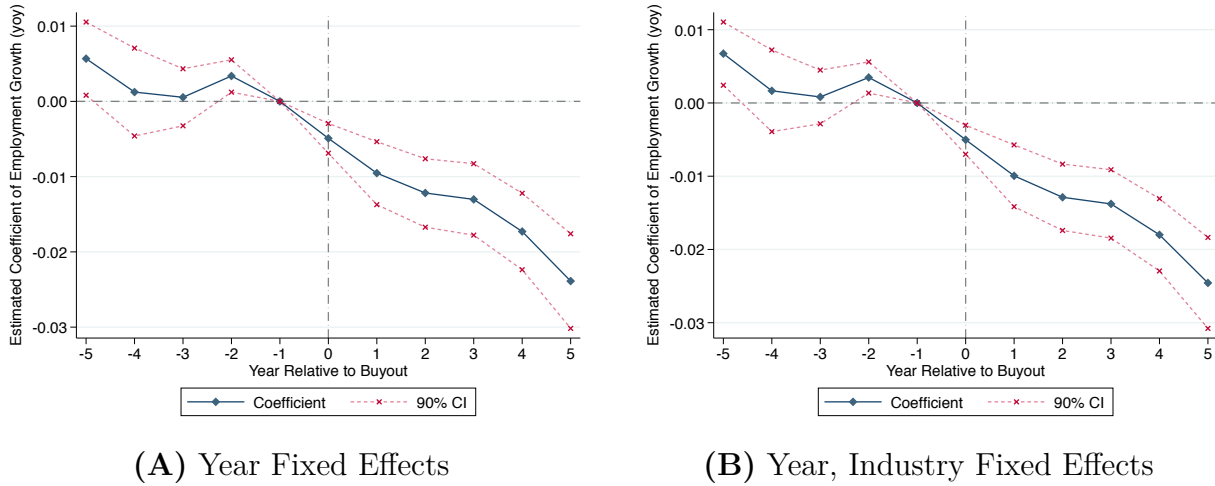 Estimated Coefficient of Employment Growth (yoy)
0.01
0.00
-0.01
-0.02
-0.03
-5 -4 -3 -2 -1 0 1 2 3 4 5
Year Relative to Buyout
Coefficient 90% CI
(A) Year Fixed Effects
Estimated Coefficient of Employment Growth (yoy)
0.01
0.00
-0.01
-0.02
-0.03
-5 -4 -3 -2 -1 0 1 2 3 4 5
Year Relative to Buyout
Coefficient 90% CI
(B) Year, Industry Fixed Effects